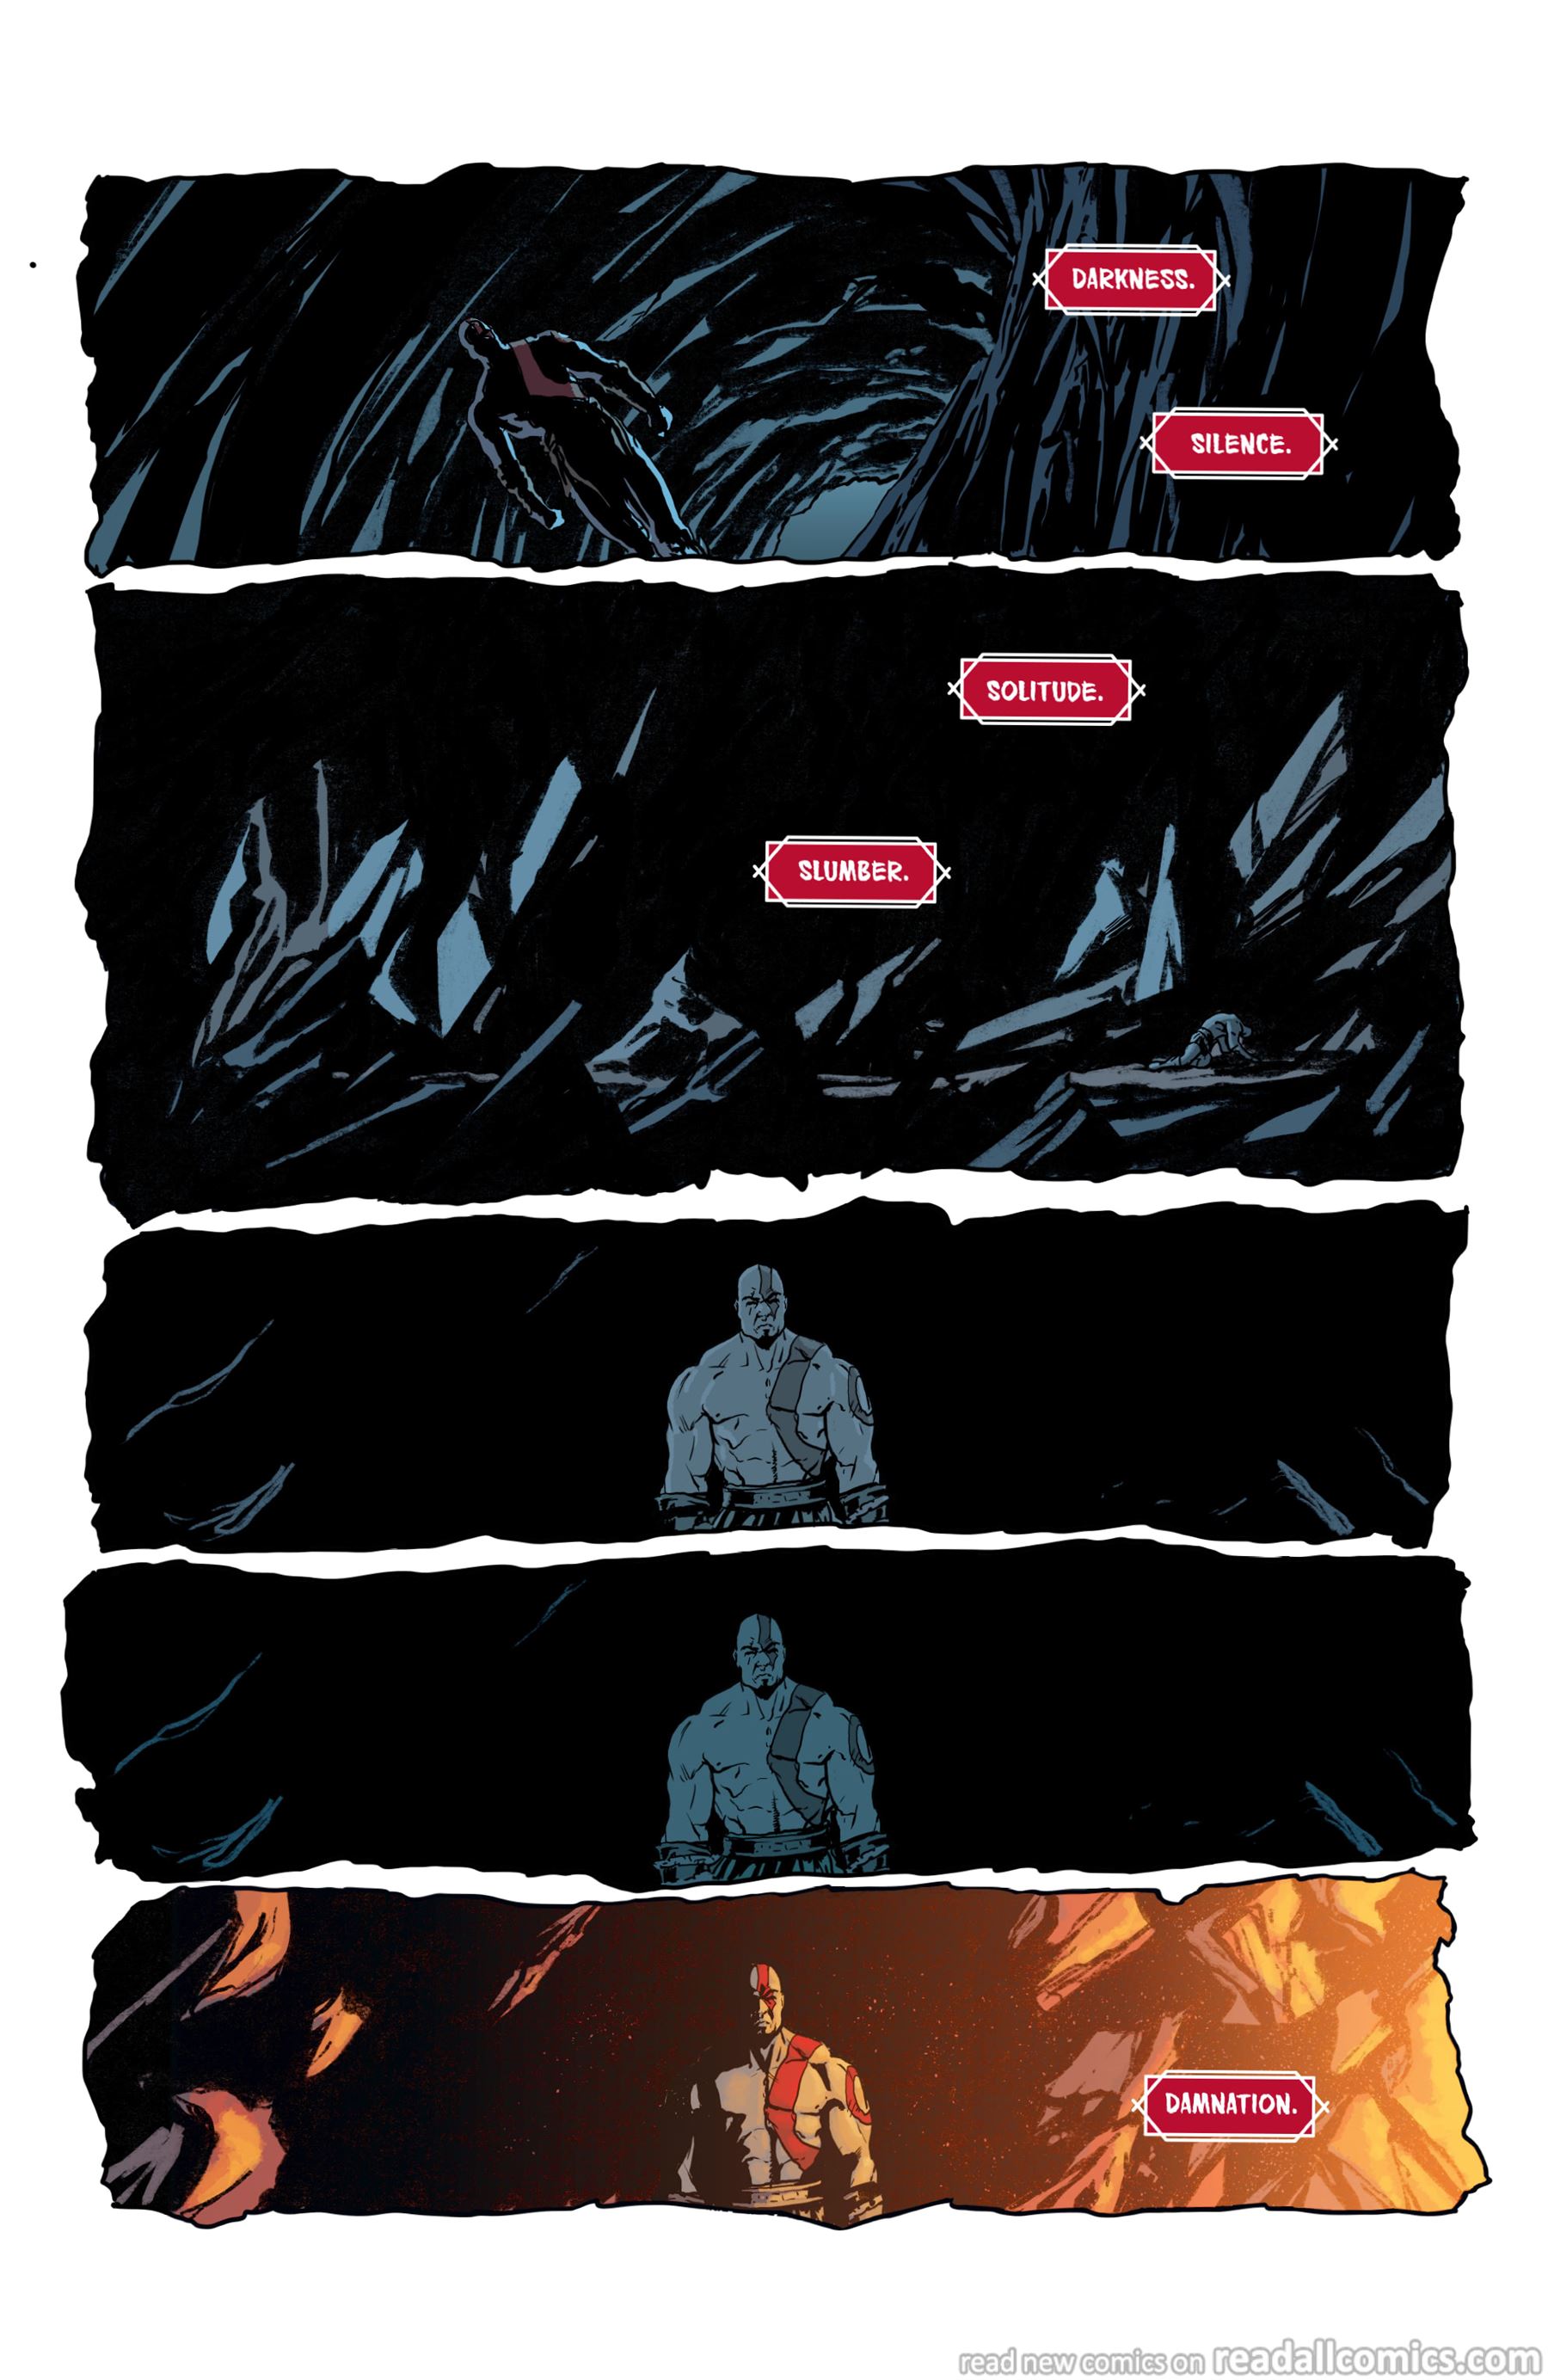 DARKNESS.
SILENCE.
SOLITUDE.
SLUMBER.
DAMNATION.
read new comics on readallcomics.com